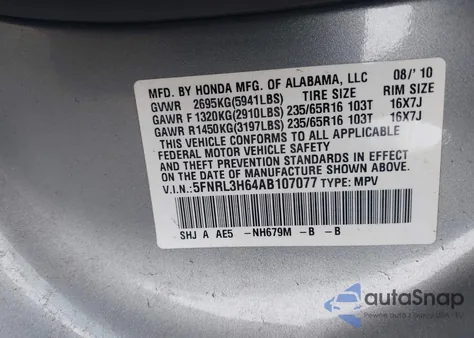 MFD. BY HONDA MFG. OF ALABAMA, LLC 08/'10
GVWR 2695KG(5941LBS) TIRE SIZE RIM SIZE
GAWR F 1320KG(2910LBS) 235/65R16 103T 16X7J
GAWR R1450KG(3197LBS) 235/65R16 103T 16X7J
THIS VEHICLE CONFORMS TO ALL APPLICABLE
FEDERAL MOTOR VEHICLE SAFETY
AND THEFT PREVENTION STANDARDS IN EFFECT
ON THE DATE OF MANUFACTURE SHOWN ABOVE.
V.I.N.: 5FNRL3H64AB107077 TYPE: MPV
SHJ A AE5 -NH679M -B -B
autoSnap